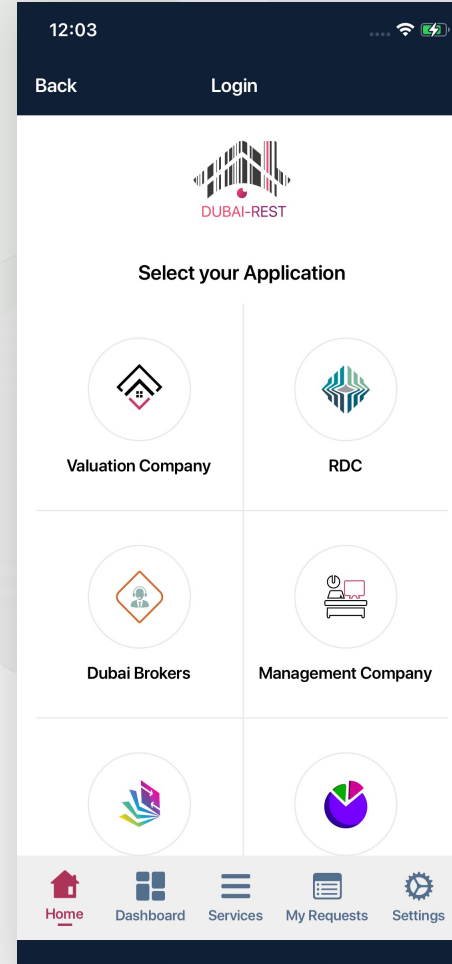 12:03
Back Login
DUBAI-REST
Select your Application
Valuation Company RDC
Dubai Brokers Management Company
Home Dashboard Services My Requests Settings